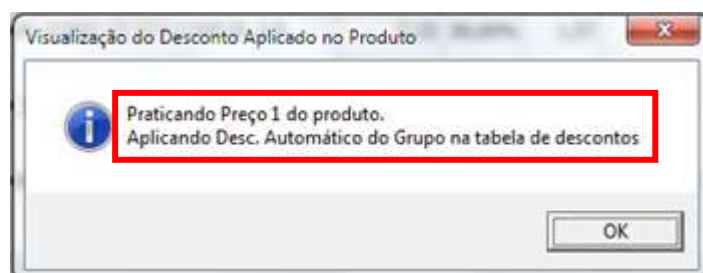 Visualização do Desconto Aplicado no Produto
Praticando Preço 1 do produto.
Aplicando Desc. Automático do Grupo na tabela de descontos
OK